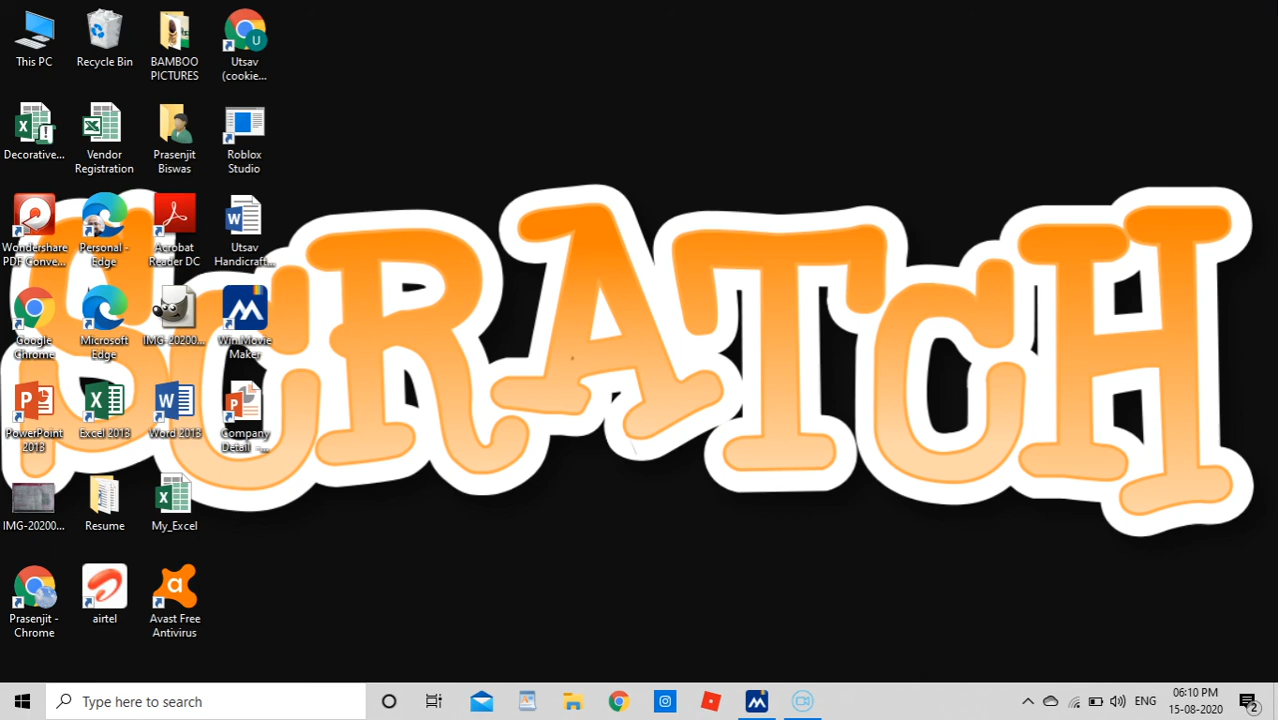 This PC
Recycle Bin
BAMBOO
PICTURES
Utsav
(cookie...
Decorative...
Vendor
Registration
Prasenjit
Biswas
Roblox
Studio
Wondershare
PDF Conve...
Personal -
Edge
Acrobat
Reader DC
Utsav
Handicraft...
Google
Chrome
Microsoft
Edge
IMG-20200...
Win Movie
Maker
PowerPoint
2013
Excel 2013
Word 2013
Company
Detail -...
IMG-20200...
Resume
My_Excel
Prasenjit -
Chrome
airtel
Avast Free
Antivirus
SCRATCH
Type here to search
ENG
06:10 PM
15-08-2020
2